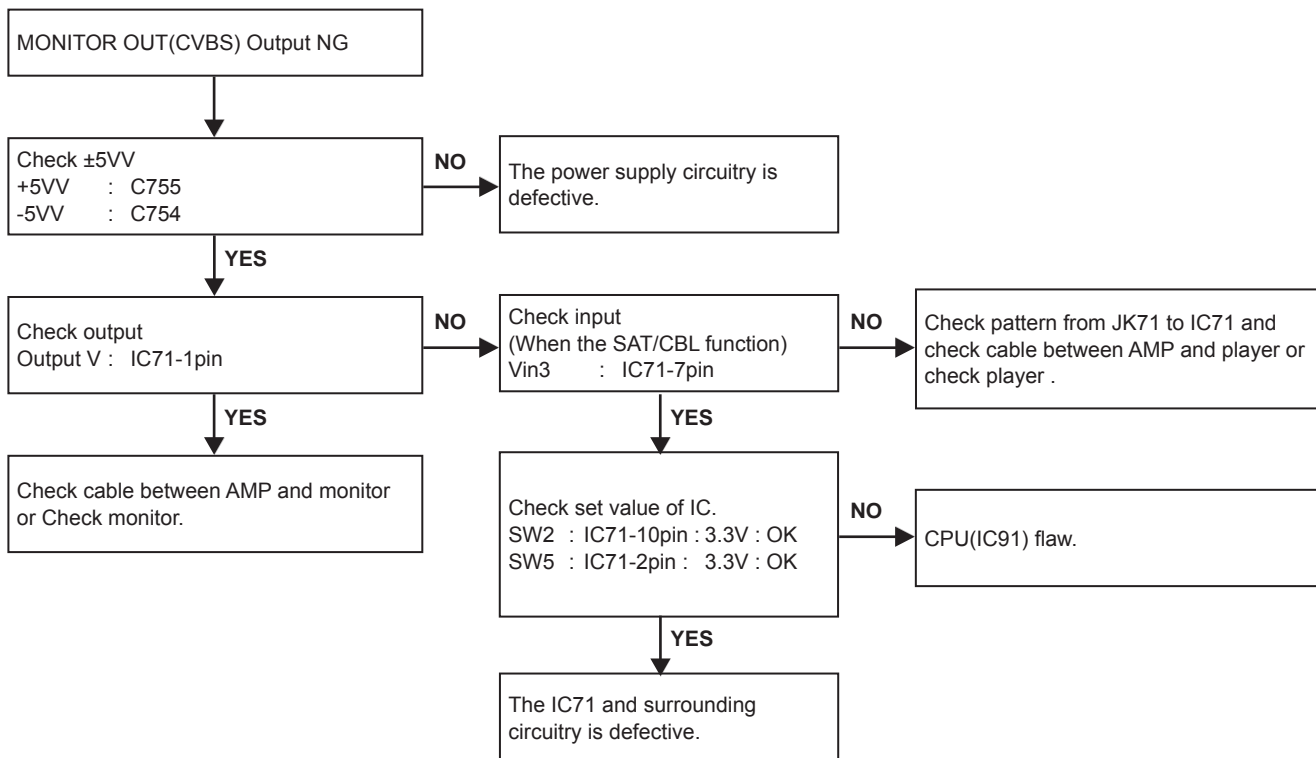 MONITOR OUT(CVBS) Output NG
Check ±5VV
+5VV : C755
-5VV : C754
NO
The power supply circuitry is
defective.
YES
Check output
Output V : IC71-1pin
NO
Check input
(When the SAT/CBL function)
Vin3 : IC71-7pin
NO
Check pattern from JK71 to IC71 and
check cable between AMP and player or
check player .
YES
Check cable between AMP and monitor
or Check monitor.
YES
Check set value of IC.
SW2 : IC71-10pin : 3.3V : OK
SW5 : IC71-2pin : 3.3V : OK
NO
CPU(IC91) flaw.
YES
The IC71 and surrounding
circuitry is defective.